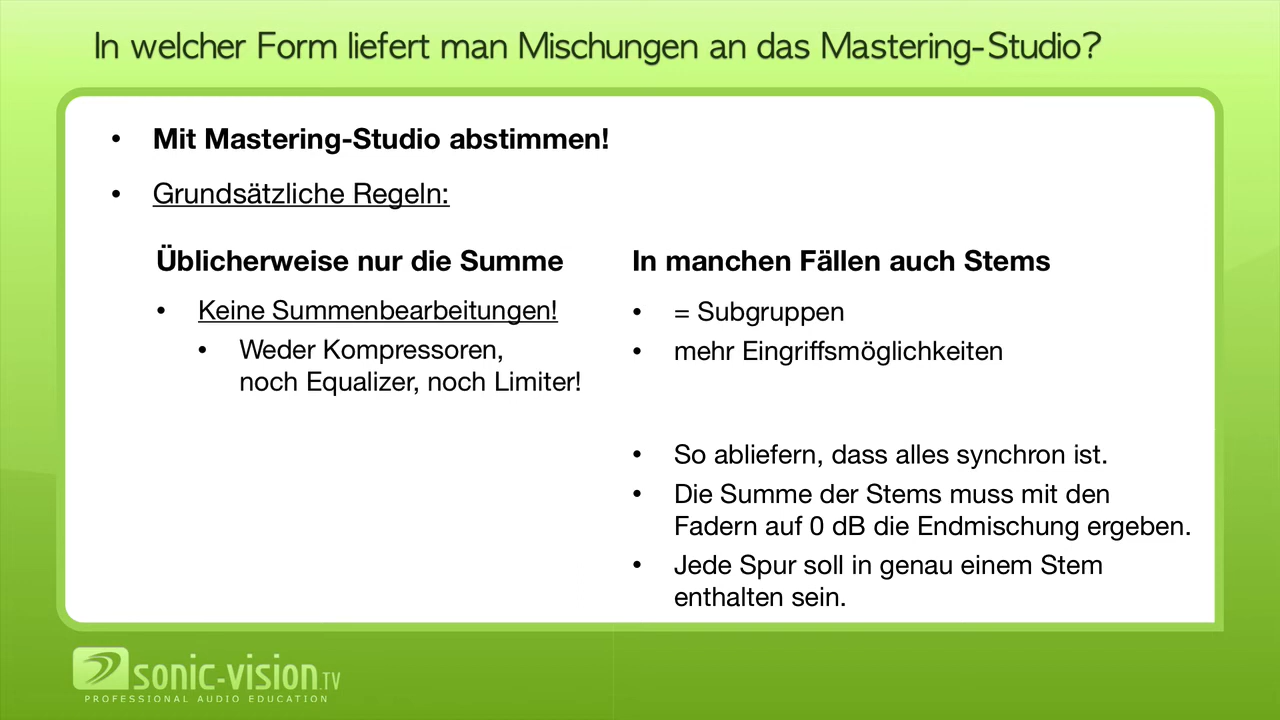 In welcher Form liefert man Mischungen an das Mastering-Studio?
• Mit Mastering-Studio abstimmen!
• Grundsätzliche Regeln:
Üblicherweise nur die Summe
• Keine Summenbearbeitungen!
• Weder Kompressoren,
noch Equalizer, noch Limiter!
In manchen Fällen auch Stems
• = Subgruppen
• mehr Eingriffsmöglichkeiten
• So abliefern, dass alles synchron ist.
• Die Summe der Stems muss mit den
Fadern auf 0 dB die Endmischung ergeben.
• Jede Spur soll in genau einem Stem
enthalten sein.
sonic-vision.TV
PROFESSIONAL AUDIO EDUCATION